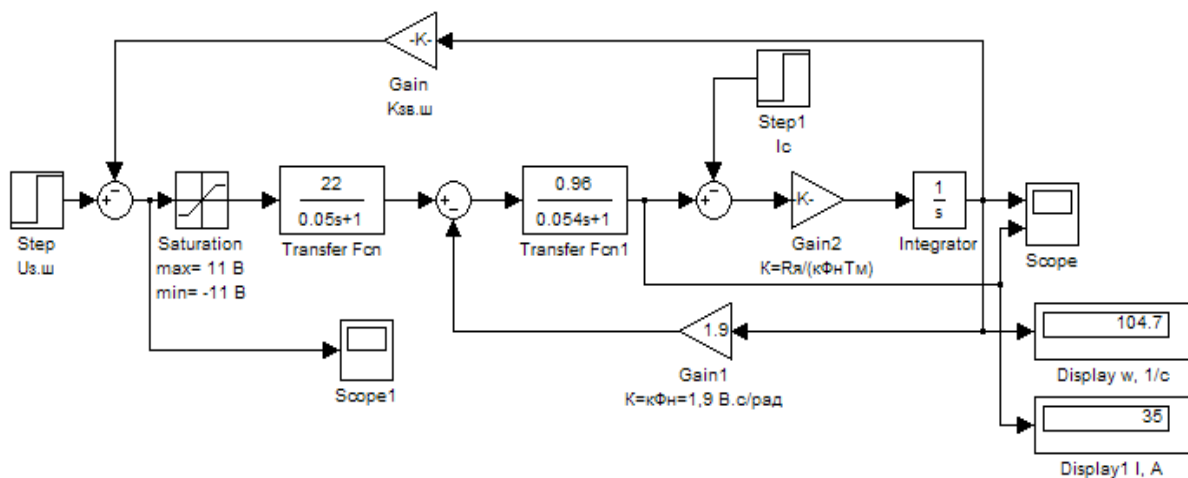 -K-
Gain
Kзв.ш
Step1
Ic
Step
Uз.ш
Saturation
max= 11 В
min= -11 В
22
0.05s+1
Transfer Fcn
0.96
0.054s+1
Transfer Fcn1
K-
Gain2
К=Rя/(кФнТм)
1
s
Integrator
Scope
Scope1
1.9
Gain1
К=кФн=1,9 В.с/рад
104.7
Display w, 1/c
35
Display1 I, A